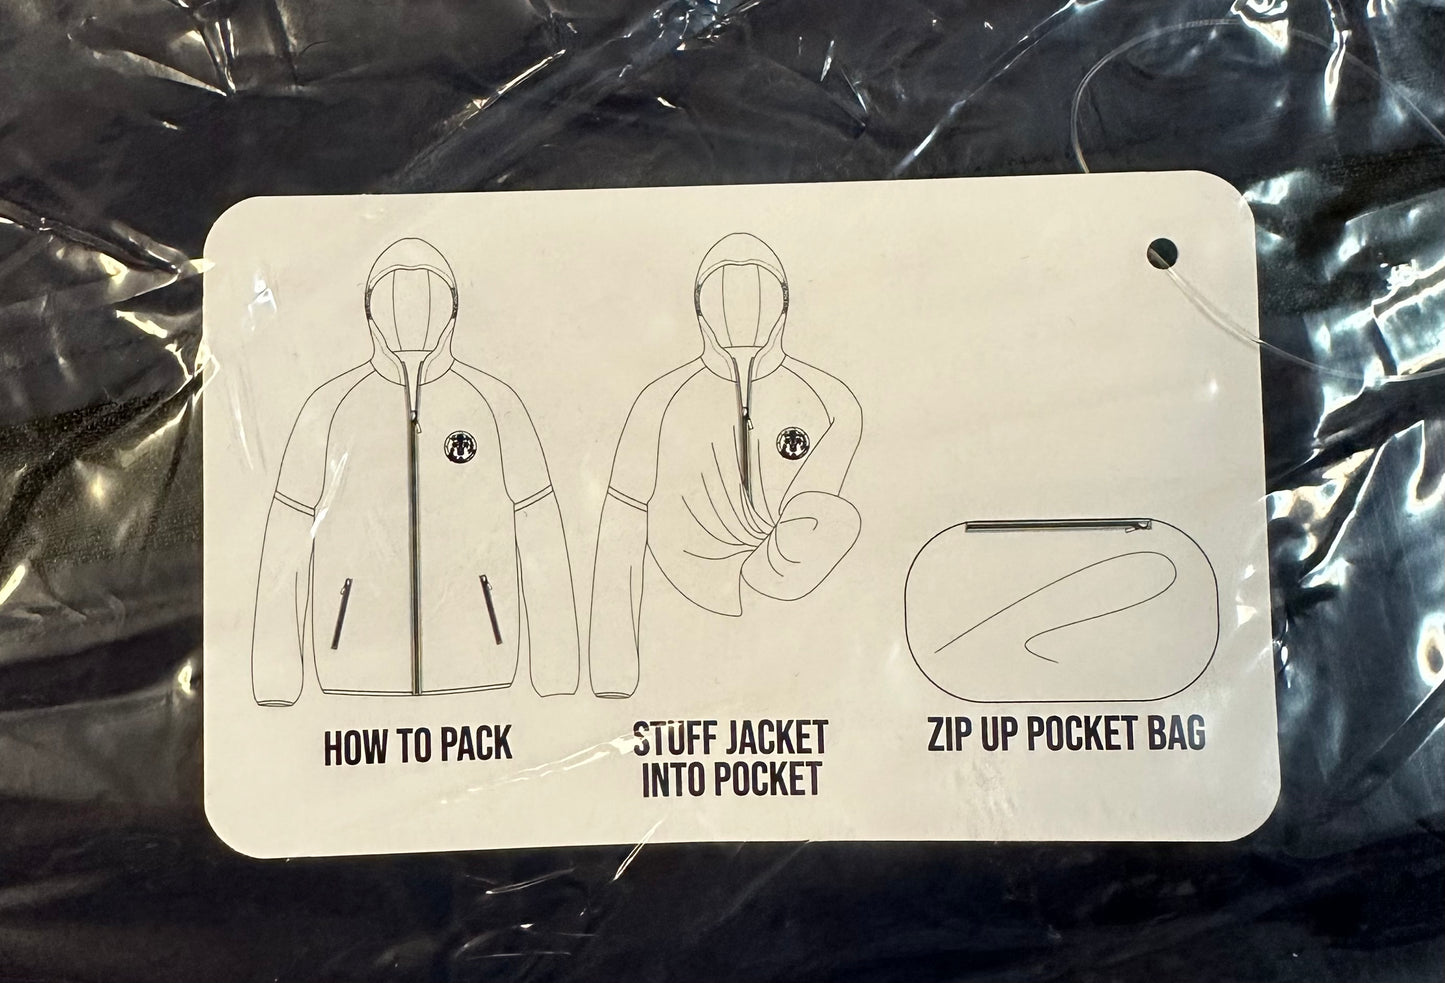 HOW TO PACK
STUFF JACKET
INTO POCKET
ZIP UP POCKET BAG